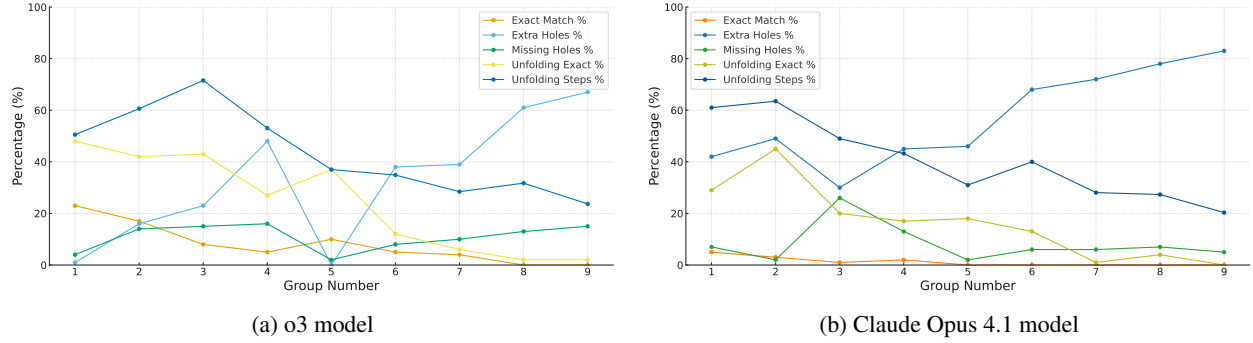 100
80
60
40
20
0
Percentage (%)
1 2 3 4 5 6 7 8 9
Group Number
Exact Match %
Extra Holes %
Missing Holes %
Unfolding Exact %
Unfolding Steps %
(a) o3 model
100
80
60
40
20
0
Percentage (%)
1 2 3 4 5 6 7 8 9
Group Number
Exact Match %
Extra Holes %
Missing Holes %
Unfolding Exact %
Unfolding Steps %
(b) Claude Opus 4.1 model